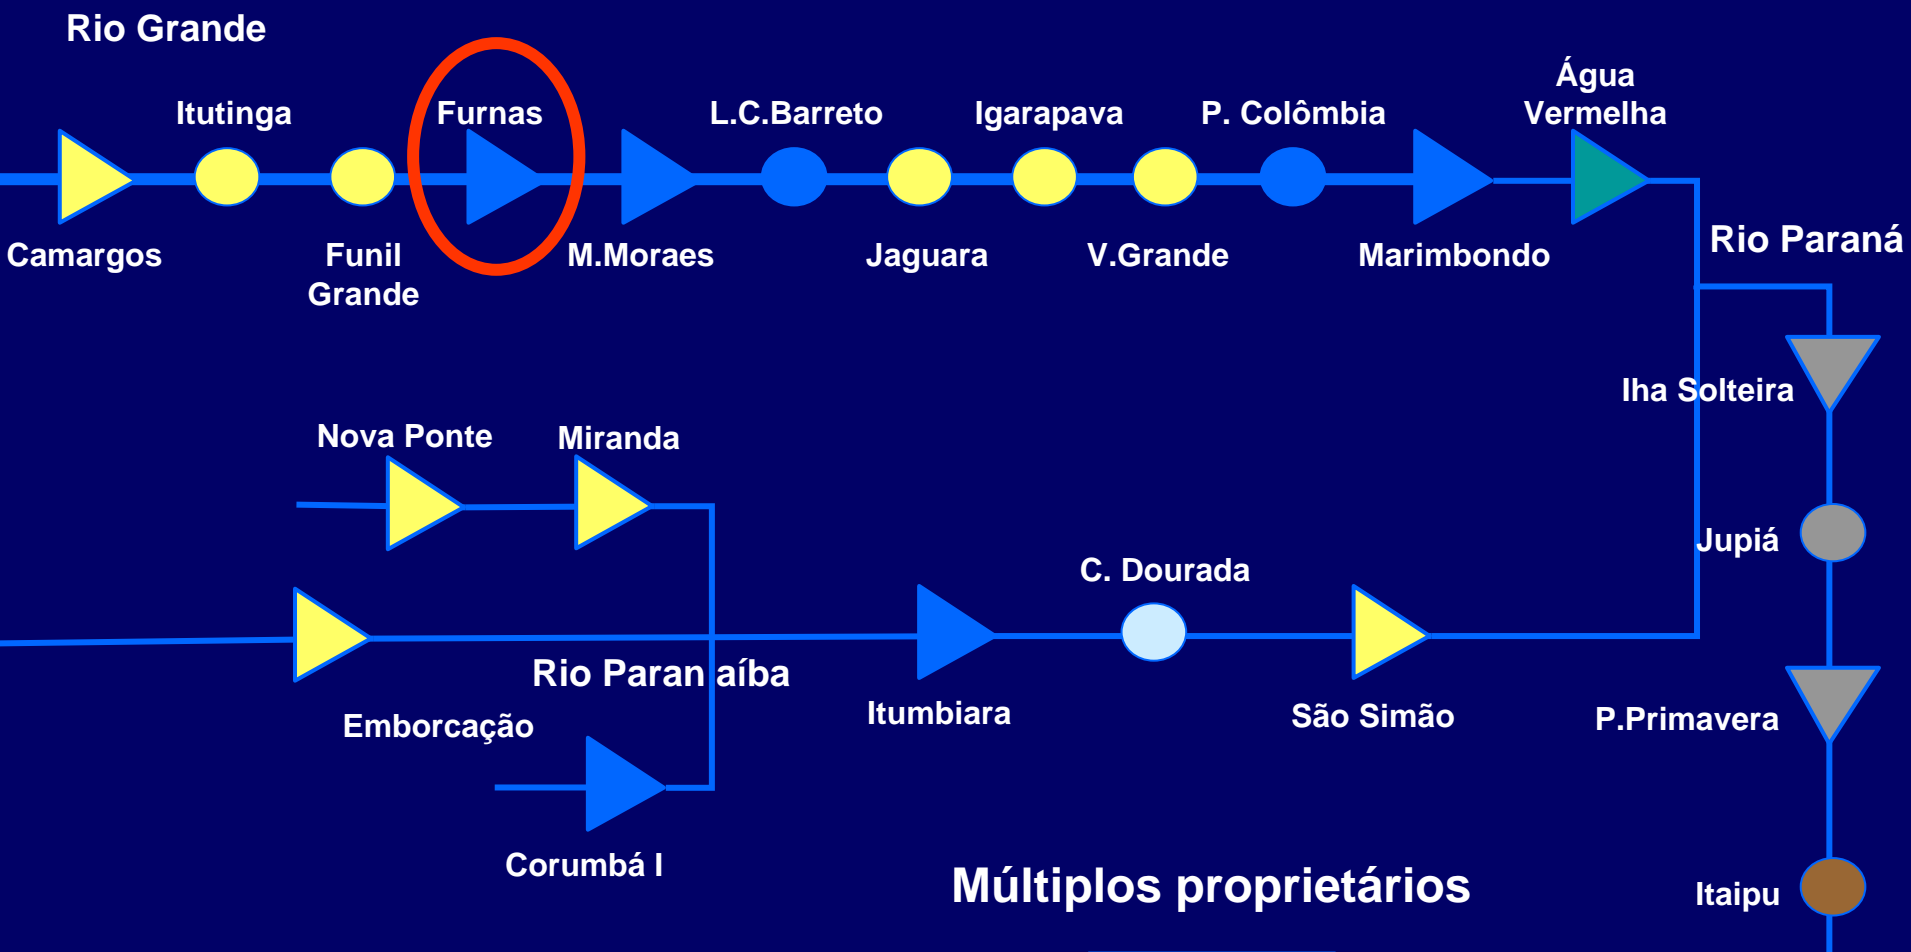 Rio Grande
Itutinga
Furnas
L.C.Barreto
Igarapava
P. Colômbia
Água
Vermelha
Camargos
Funil
Grande
M.Moraes
Jaguara
V.Grande
Marimbondo
Rio Paraná
Iha Solteira
Nova Ponte
Miranda
Jupiá
C. Dourada
Rio Paran aíba
Emborcação
Itumbiara
São Simão
P.Primavera
Corumbá I
Múltiplos proprietários
Itaipu